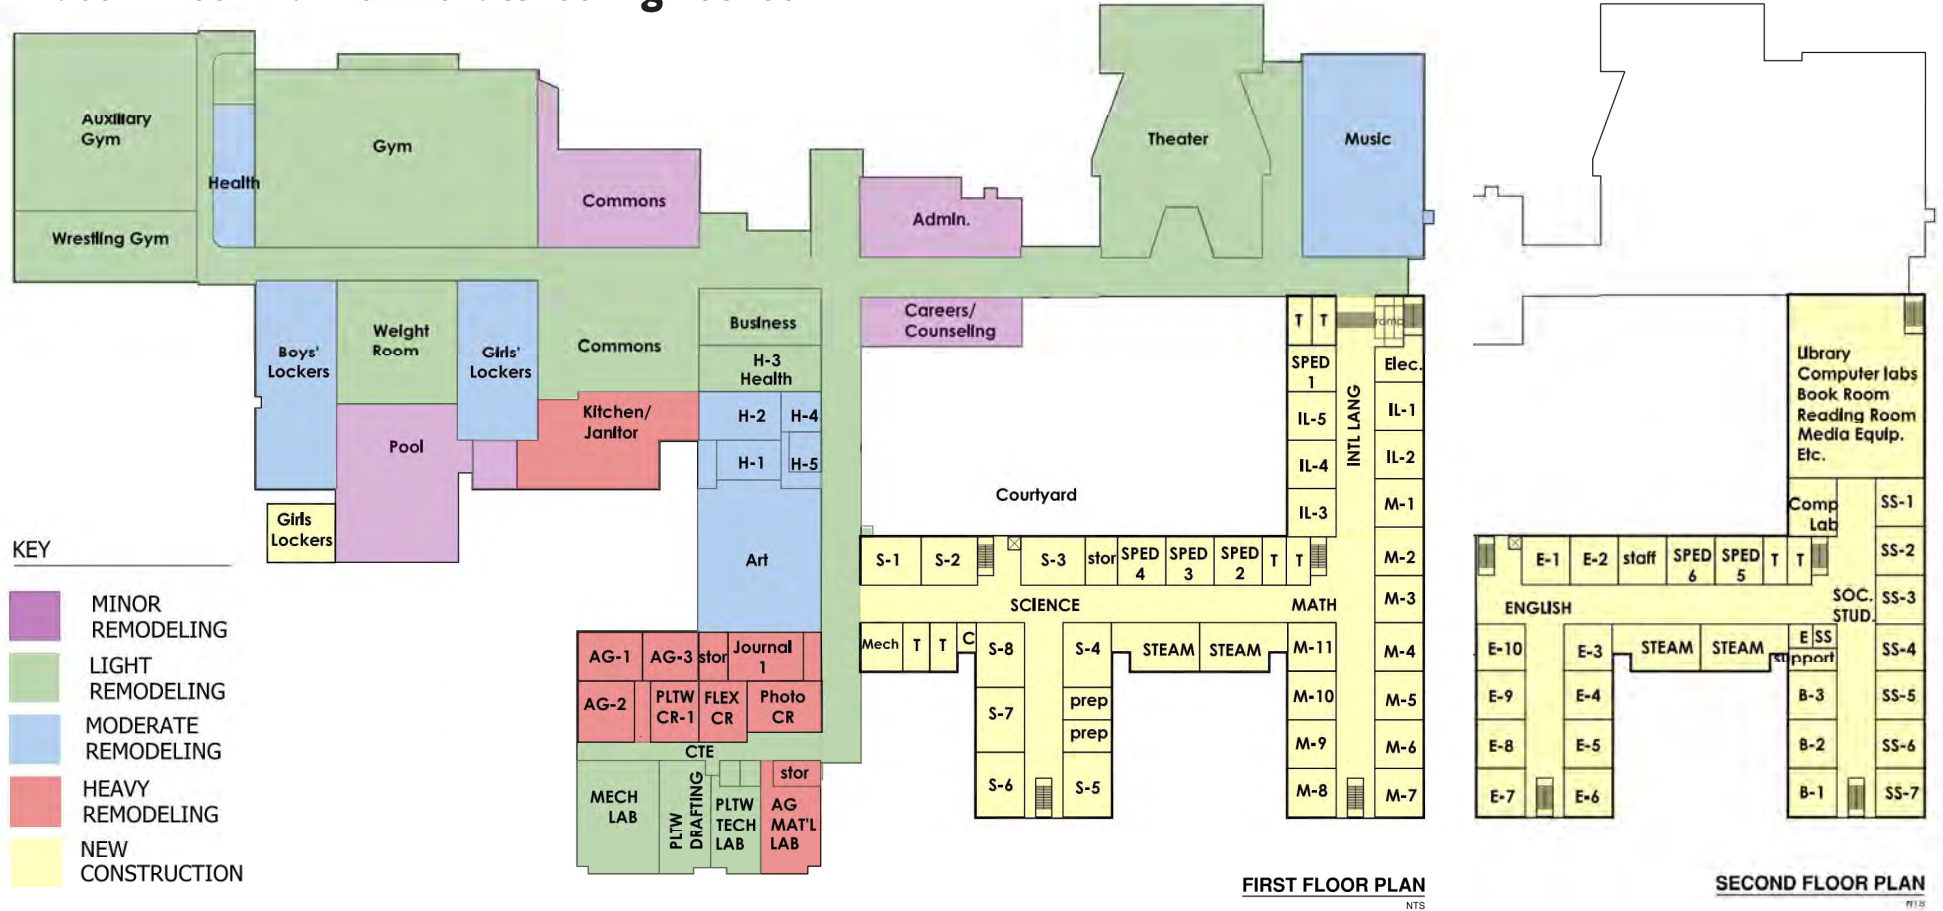 Auxiliary
Gym
Wrestling Gym
Health
Gym
Commons
Admin.
Theater
Music
Boys'
Lockers
Weight
Room
Girls'
Lockers
Commons
Business
H-3
Health
Careers/
Counseling
Kitchen/
Janitor
H-2
H-4
H-1
H-5
Pool
Girls
Lockers
Art
Courtyard
T
T
ramp
SPED
1
Elec.
IL-5
IL-1
INTL LANG
IL-4
IL-2
IL-3
M-1
S-1
S-2
S-3
stor
SPED
4
SPED
3
SPED
2
T
T
M-2
SCIENCE
MATH
M-3
Mech
T
T
C
S-8
S-4
STEAM
STEAM
M-11
M-4
S-7
prep
prep
M-10
M-5
M-9
M-6
S-6
S-5
M-8
M-7
AG-1
AG-3
stor
Journal
1
AG-2
PLTW
CR-1
FLEX
CR
Photo
CR
CTE
MECH
LAB
PLTW
DRAFTING
PLTW
TECH
LAB
stor
AG
MAT'L
LAB
KEY
MINOR
REMODELING
LIGHT
REMODELING
MODERATE
REMODELING
HEAVY
REMODELING
NEW
CONSTRUCTION
FIRST FLOOR PLAN
NTS
Library
Computer labs
Book Room
Reading Room
Media Equip.
Etc.
Comp
Lab
SS-1
E-1
E-2
staff
SPED
6
SPED
5
T
T
SS-2
ENGLISH
SOC.
STUD.
SS-3
E-10
E-3
STEAM
STEAM
E
SS
support
SS-4
E-9
E-4
B-3
SS-5
E-8
E-5
B-2
SS-6
E-7
E-6
B-1
SS-7
SECOND FLOOR PLAN
NTS